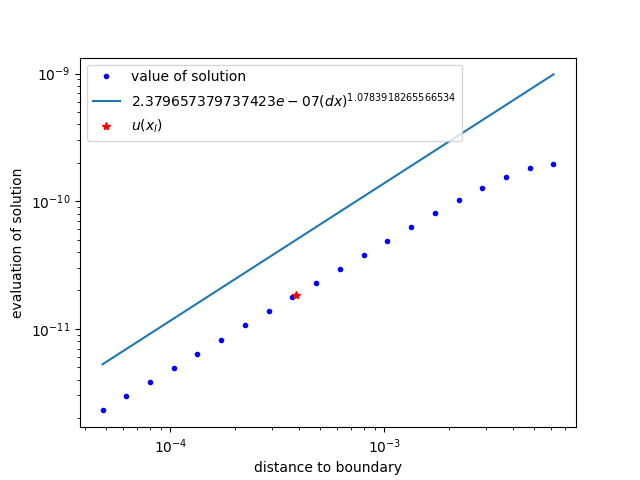 value of solution
2.379657379737423e − 07(dx)^1.0783918265566534
u(x_l)
10^−9
10^−10
10^−11
evaluation of solution
10^−4
10^−3
distance to boundary